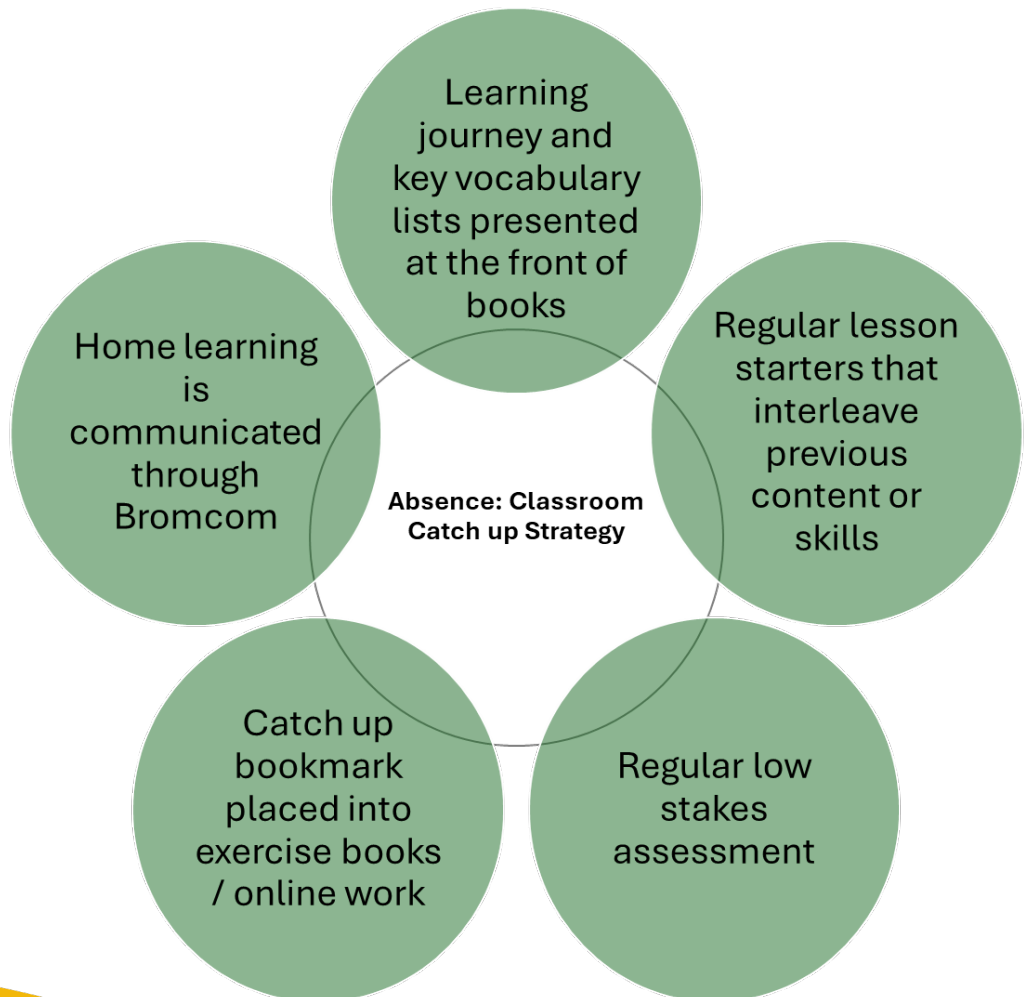 Learning
journey and
key vocabulary
lists presented
at the front of
books
Regular lesson
starters that
interleave
previous
content or
skills
Regular low
stakes
assessment
Catch up
bookmark
placed into
exercise books
/ online work
Home learning
is
communicated
through
Bromcom
Absence: Classroom
Catch up Strategy